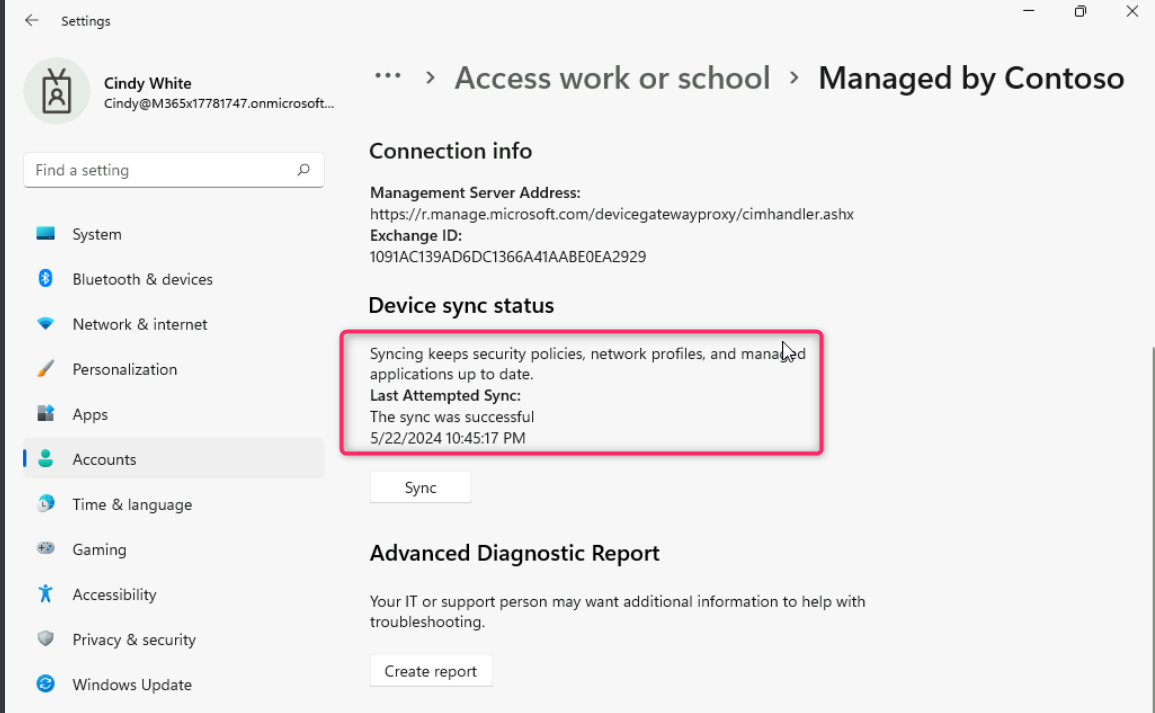 Settings
Cindy White
Cindy@M365x17781747.onmicrosoft...
Find a setting
System
Bluetooth & devices
Network & internet
Personalization
Apps
Accounts
Time & language
Gaming
Accessibility
Privacy & security
Windows Update
... > Access work or school > Managed by Contoso
Connection info
Management Server Address:
https://r.manage.microsoft.com/devicegatewayproxy/cimhandler.ashx
Exchange ID:
1091AC139AD6DC1366A41AABE0EA2929
Device sync status
Syncing keeps security policies, network profiles, and managed
applications up to date.
Last Attempted Sync:
The sync was successful
5/22/2024 10:45:17 PM
Sync
Advanced Diagnostic Report
Your IT or support person may want additional information to help with
troubleshooting.
Create report